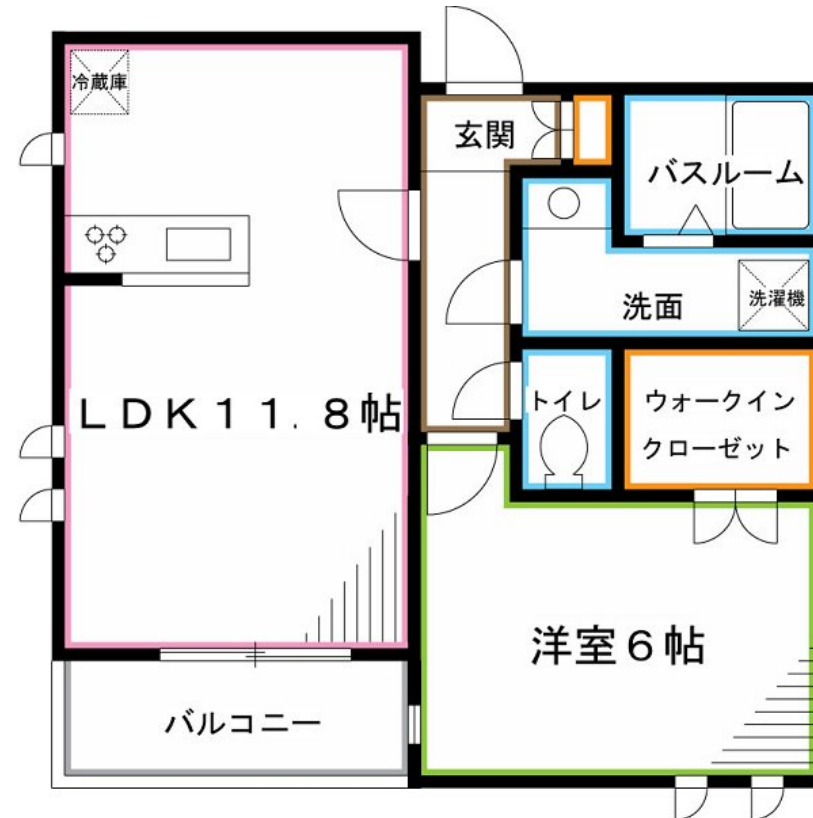 冷蔵庫
玄関
バスルーム
洗面
洗濯機
LDK11.8帖
トイレ
ウォークイン
クローゼット
洋室6帖
バルコニー